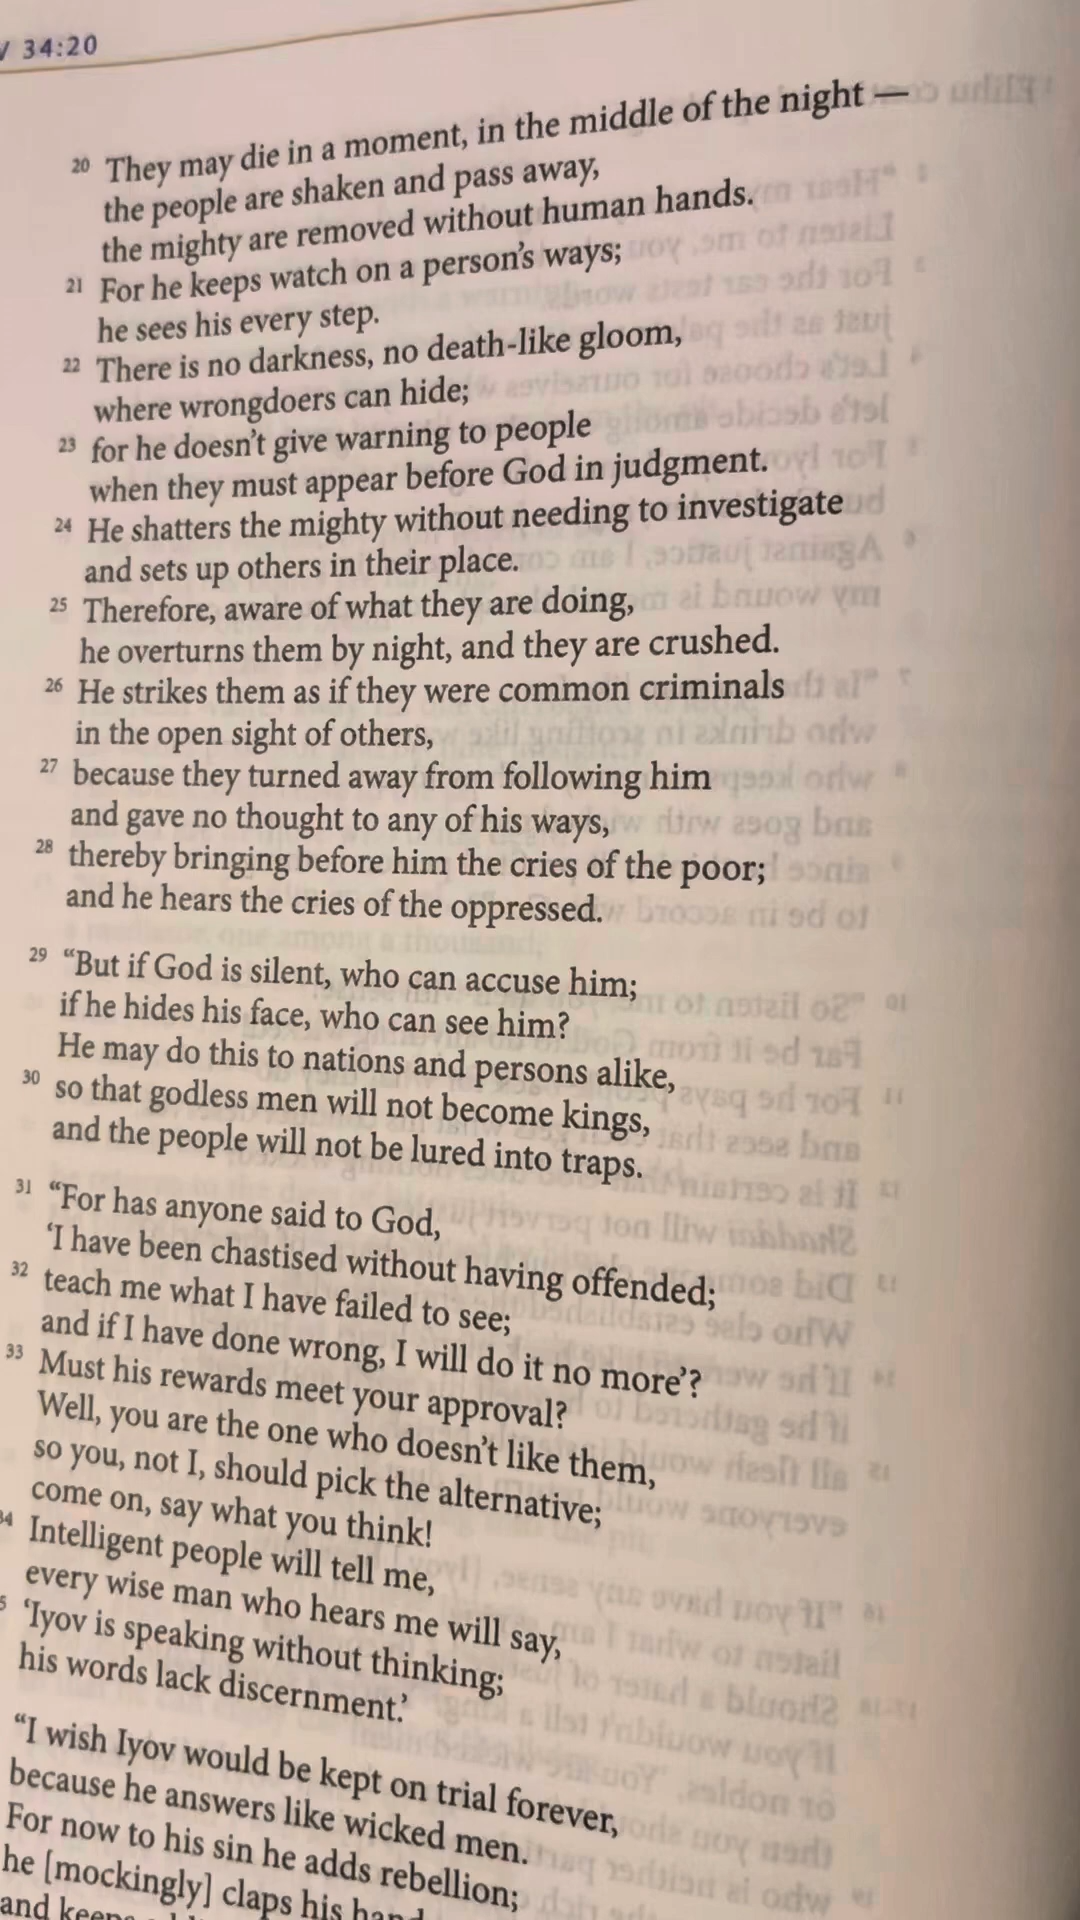 34:20
20 They may die in a moment, in the middle of the night —
the people are shaken and pass away,
the mighty are removed without human hands.
21 For he keeps watch on a person's ways;
he sees his every step.
22 There is no darkness, no death-like gloom,
where wrongdoers can hide;
23 for he doesn't give warning to people
when they must appear before God in judgment.
24 He shatters the mighty without needing to investigate
and sets up others in their place.
25 Therefore, aware of what they are doing,
he overturns them by night, and they are crushed.
26 He strikes them as if they were common criminals
in the open sight of others,
27 because they turned away from following him
and gave no thought to any of his ways,
28 thereby bringing before him the cries of the poor;
and he hears the cries of the oppressed.
29 “But if God is silent, who can accuse him;
if he hides his face, who can see him?
He may do this to nations and persons alike,
30 so that godless men will not become kings,
and the people will not be lured into traps.
31 “For has anyone said to God,
‘I have been chastised without having offended;
32 teach me what I have failed to see;
and if I have done wrong, I will do it no more’?
33 Must his rewards meet your approval?
Well, you are the one who doesn't like them,
so you, not I, should pick the alternative;
come on, say what you think!
34 Intelligent people will tell me,
every wise man who hears me will say,
5 ‘Iyov is speaking without thinking;
his words lack discernment.’
“I wish Iyov would be kept on trial forever,
because he answers like wicked men.
For now to his sin he adds rebellion;
he [mockingly] claps his
and